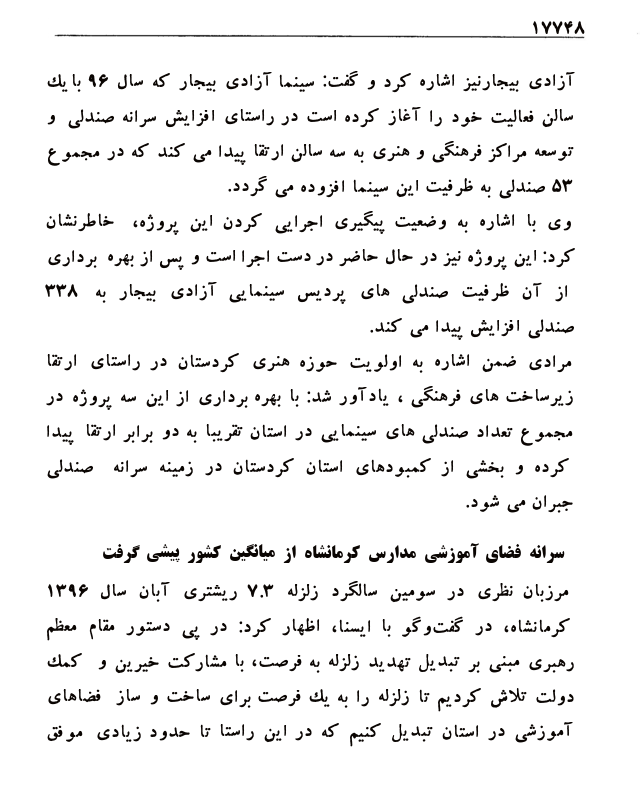 ۱۷۷۴۸
آزادی بیجارنیز اشاره کرد و گفت: سینما آزادی بیجار که سال ۹۶ با یك
سالن فعالیت خود را آغاز کرده است در راستای افزایش سرانه صندلی و
توسعه مراکز فرهنگی و هنری به سه سالن ارتقا پیدا می کند که در مجموع
۵۳ صندلی به ظرفیت این سینما افزوده می گردد.
وی با اشاره به وضعیت پیگیری اجرایی کردن این پروژه، خاطرنشان
کرد: این پروژه نیز در حال حاضر در دست اجرا است و پس از بهره برداری
از آن ظرفیت صندلی های پردیس سینمایی آزادی بیجار به ۳۳۸
صندلی افزایش پیدا می کند.
مرادی ضمن اشاره به اولویت حوزه هنری کردستان در راستای ارتقا
زیرساخت های فرهنگی ، یادآور شد: با بهره برداری از این سه پروژه در
مجموع تعداد صندلی های سینمایی در استان تقریبا به دو برابر ارتقا پیدا
کرده و بخشی از کمبودهای استان کردستان در زمینه سرانه صندلی
جبران می شود.
سرانه فضای آموزشی مدارس کرمانشاه از میانگین کشور پیشی گرفت
مرزبان نظری در سومین سالگرد زلزله ۷.۳ ریشتری آبان سال ۱۳۹۶
کرمانشاه، در گفت‌وگو با ایسنا، اظهار کرد: در پی دستور مقام معظم
رهبری مبنی بر تبدیل تهدید زلزله به فرصت، با مشارکت خیرین و کمك
دولت تلاش کردیم تا زلزله را به یك فرصت برای ساخت و ساز فضاهای
آموزشی در استان تبدیل کنیم که در این راستا تا حدود زیادی موفق